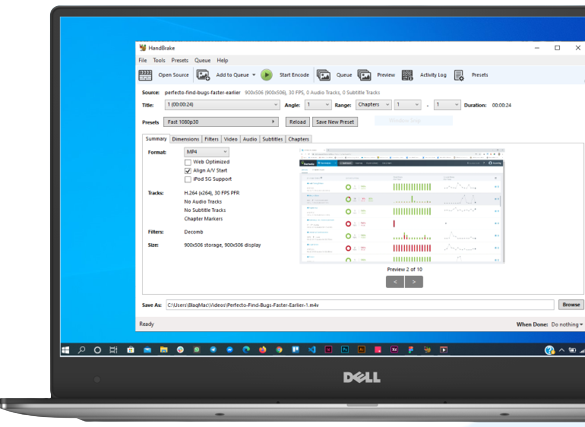 HandBrake
File Tools Presets Queue Help
Open Source Add to Queue Start Encode Queue Preview Activity Log Presets
Source: perfecto-find-bugs-faster-earlier 900x506 (900x506), 30 FPS, 0 Audio Tracks, 0 Subtitle Tracks
Title: 1 (00:00:24) Angle: 1 Range: Chapters 1 - 1 Duration: 00:00:24
Presets Fast 1080p30 Reload Save New Preset
Summary Dimensions Filters Video Audio Subtitles Chapters
Format: MP4
Web Optimized
Align A/V Start
iPod 5G Support
Tracks: H.264 (x264), 30 FPS PFR
No Audio Tracks
No Subtitle Tracks
Chapter Markers
Filters: Decomb
Size: 900x506 storage, 900x506 display
Preview 2 of 10
< >
Save As: C:\Users\BlaqMac\Videos\Perfecto-Find-Bugs-Faster-Earlier-1.m4v Browse
Ready When Done: Do nothing
DELL